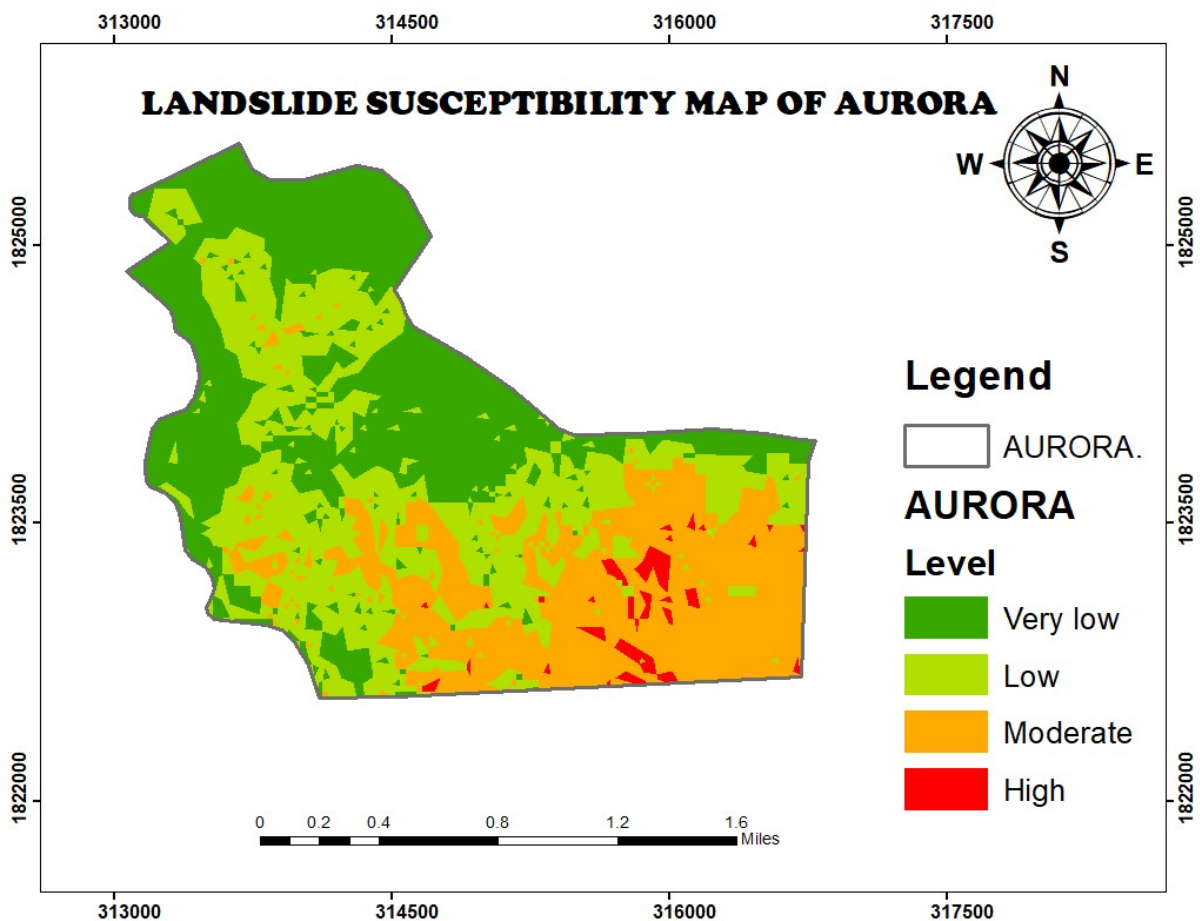 313000 314500 316000 317500
LANDSLIDE SUSCEPTIBILITY MAP OF AURORA
N
W E
S
1825000 1825000
Legend
AURORA.
1823500 1823500
AURORA
Level
Very low
Low
Moderate
High
1822000 1822000
0 0.2 0.4 0.8 1.2 1.6
Miles
313000 314500 316000 317500